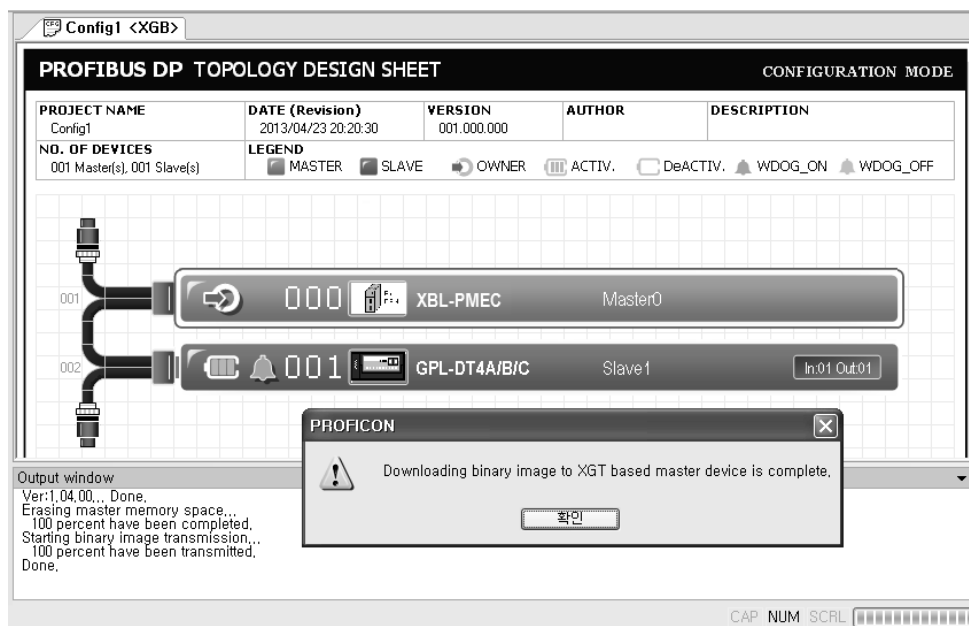 Config1 <XGB>
PROFIBUS DP TOPOLOGY DESIGN SHEET CONFIGURATION MODE
PROJECT NAME DATE (Revision) VERSION AUTHOR DESCRIPTION
Config1 2013/04/23 20:20:30 001.000.000
NO. OF DEVICES LEGEND
001 Master(s), 001 Slave(s) MASTER SLAVE OWNER ACTIV. DeACTIV. WDOG_ON WDOG_OFF
001 000 XBL-PMEC Master0
002 001 GPL-DT4A/B/C Slave1 In:01 Out:01
PROFICON
Downloading binary image to XGT based master device is complete.
확인
Output window
Ver:1.04.00... Done.
Erasing master memory space...
100 percent have been completed.
Starting binary image transmission...
100 percent have been transmitted.
Done.
CAP NUM SCRL